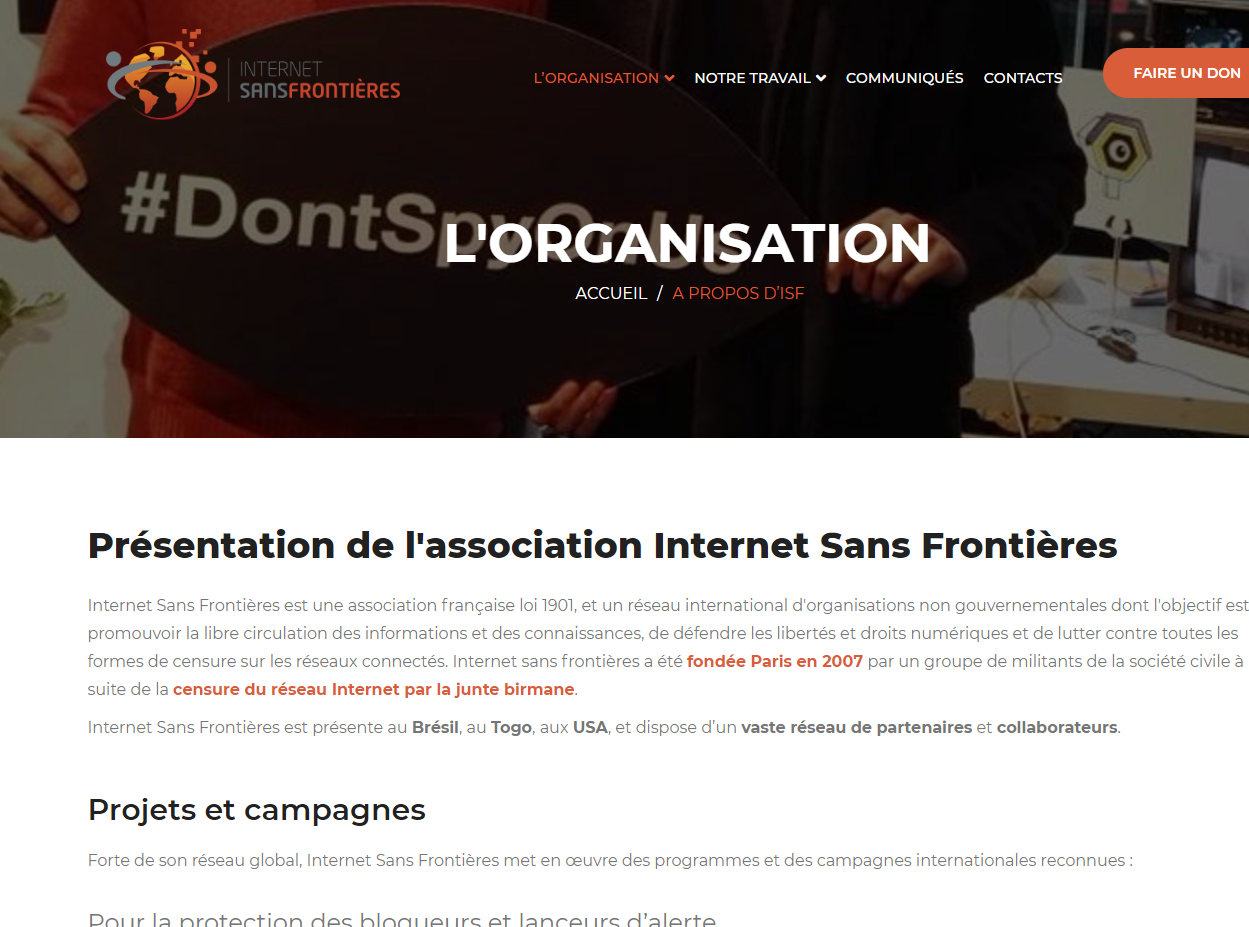 INTERNET
SANSFRONTIÈRES
L'ORGANISATION
NOTRE TRAVAIL
COMMUNIQUÉS
CONTACTS
FAIRE UN DON
#DontSpyOnUs
L'ORGANISATION
ACCUEIL / A PROPOS D'ISF
Présentation de l'association Internet Sans Frontières
Internet Sans Frontières est une association française loi 1901, et un réseau international d'organisations non gouvernementales dont l'objectif est
promouvoir la libre circulation des informations et des connaissances, de défendre les libertés et droits numériques et de lutter contre toutes les
formes de censure sur les réseaux connectés. Internet sans frontières a été fondée Paris en 2007 par un groupe de militants de la société civile à
suite de la censure du réseau Internet par la junte birmane.
Internet Sans Frontières est présente au Brésil, au Togo, aux USA, et dispose d’un vaste réseau de partenaires et collaborateurs.
Projets et campagnes
Forte de son réseau global, Internet Sans Frontières met en œuvre des programmes et des campagnes internationales reconnues :
Pour la protection des blogueurs et lanceurs d’alerte